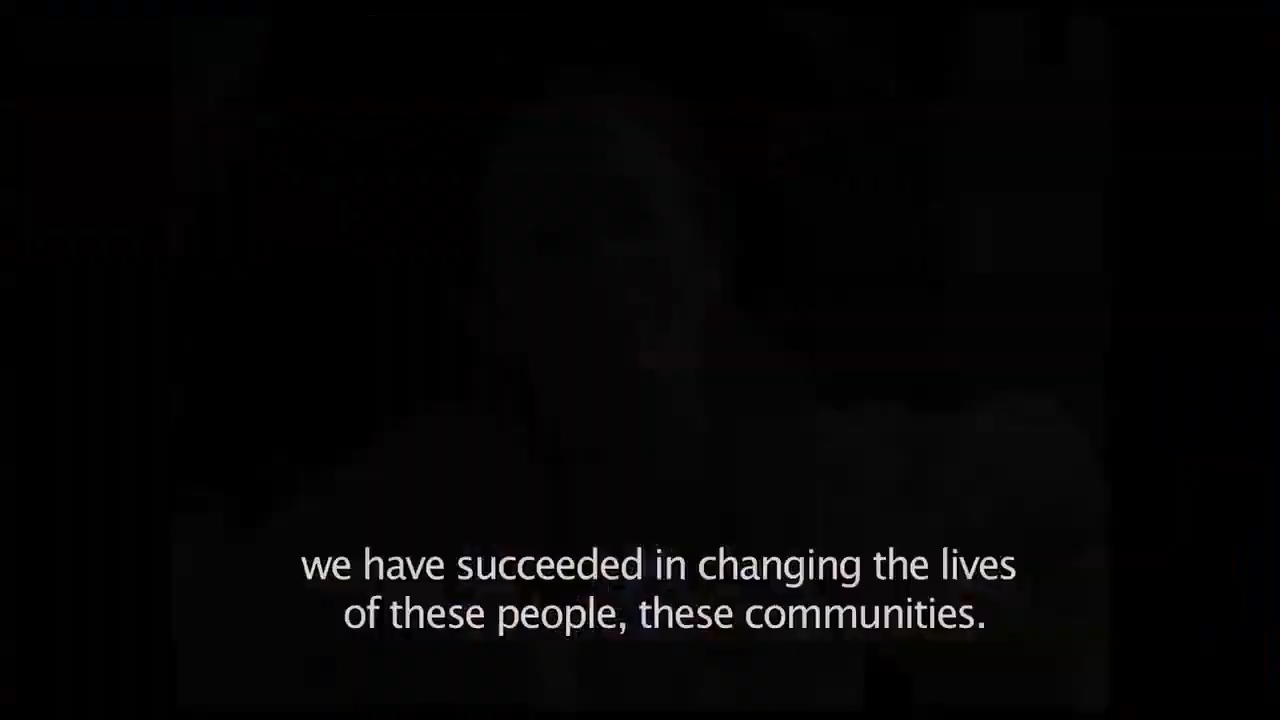 we have succeeded in changing the lives
of these people, these communities.